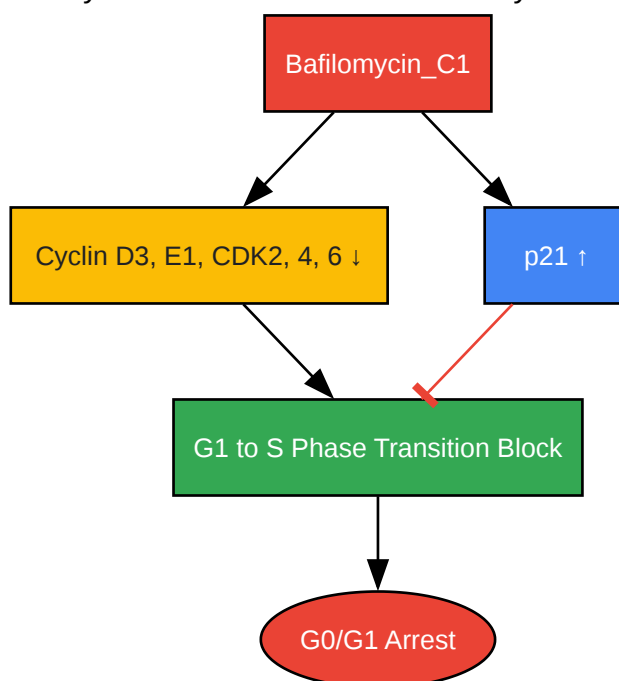 Bafilomycin_C1
Cyclin D3, E1, CDK2, 4, 6 ↓
p21 ↑
G1 to S Phase Transition Block
G0/G1 Arrest